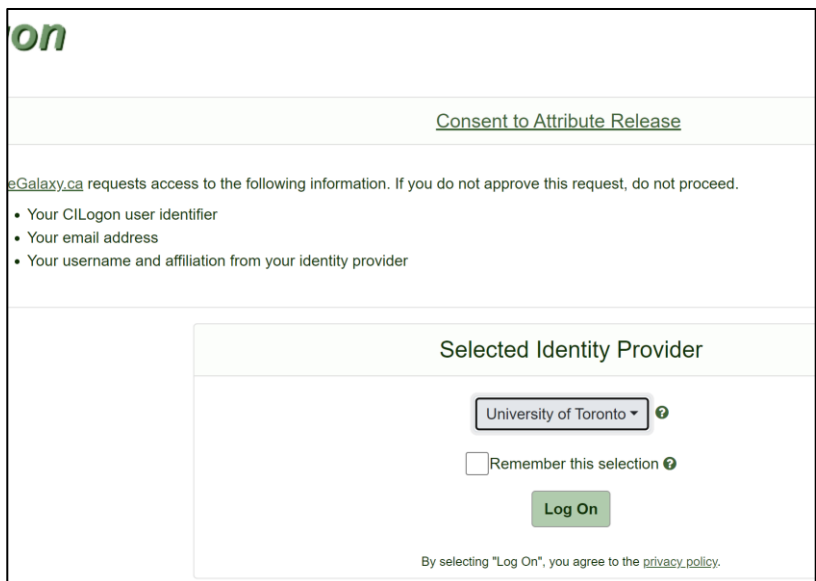 on
Consent to Attribute Release
eGalaxy.ca requests access to the following information. If you do not approve this request, do not proceed.
• Your CILogon user identifier
• Your email address
• Your username and affiliation from your identity provider
Selected Identity Provider
University of Toronto
Remember this selection
Log On
By selecting "Log On", you agree to the privacy policy.